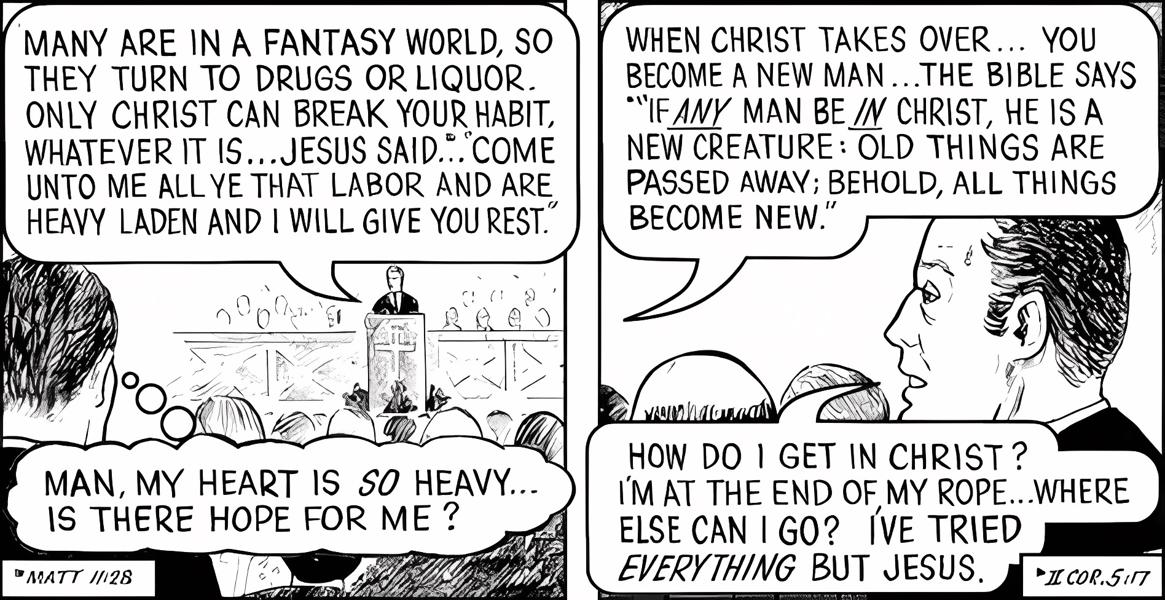 MANY ARE IN A FANTASY WORLD, SO
THEY TURN TO DRUGS OR LIQUOR.
ONLY CHRIST CAN BREAK YOUR HABIT,
WHATEVER IT IS...JESUS SAID..."COME
UNTO ME ALL YE THAT LABOR AND ARE
HEAVY LADEN AND I WILL GIVE YOU REST."
MAN, MY HEART IS SO HEAVY...
IS THERE HOPE FOR ME?
MATT 11:28
WHEN CHRIST TAKES OVER... YOU
BECOME A NEW MAN...THE BIBLE SAYS
"IF ANY MAN BE IN CHRIST, HE IS A
NEW CREATURE: OLD THINGS ARE
PASSED AWAY; BEHOLD, ALL THINGS
BECOME NEW."
HOW DO I GET IN CHRIST?
I'M AT THE END OF MY ROPE...WHERE
ELSE CAN I GO? I'VE TRIED
EVERYTHING BUT JESUS.
II COR. 5:17